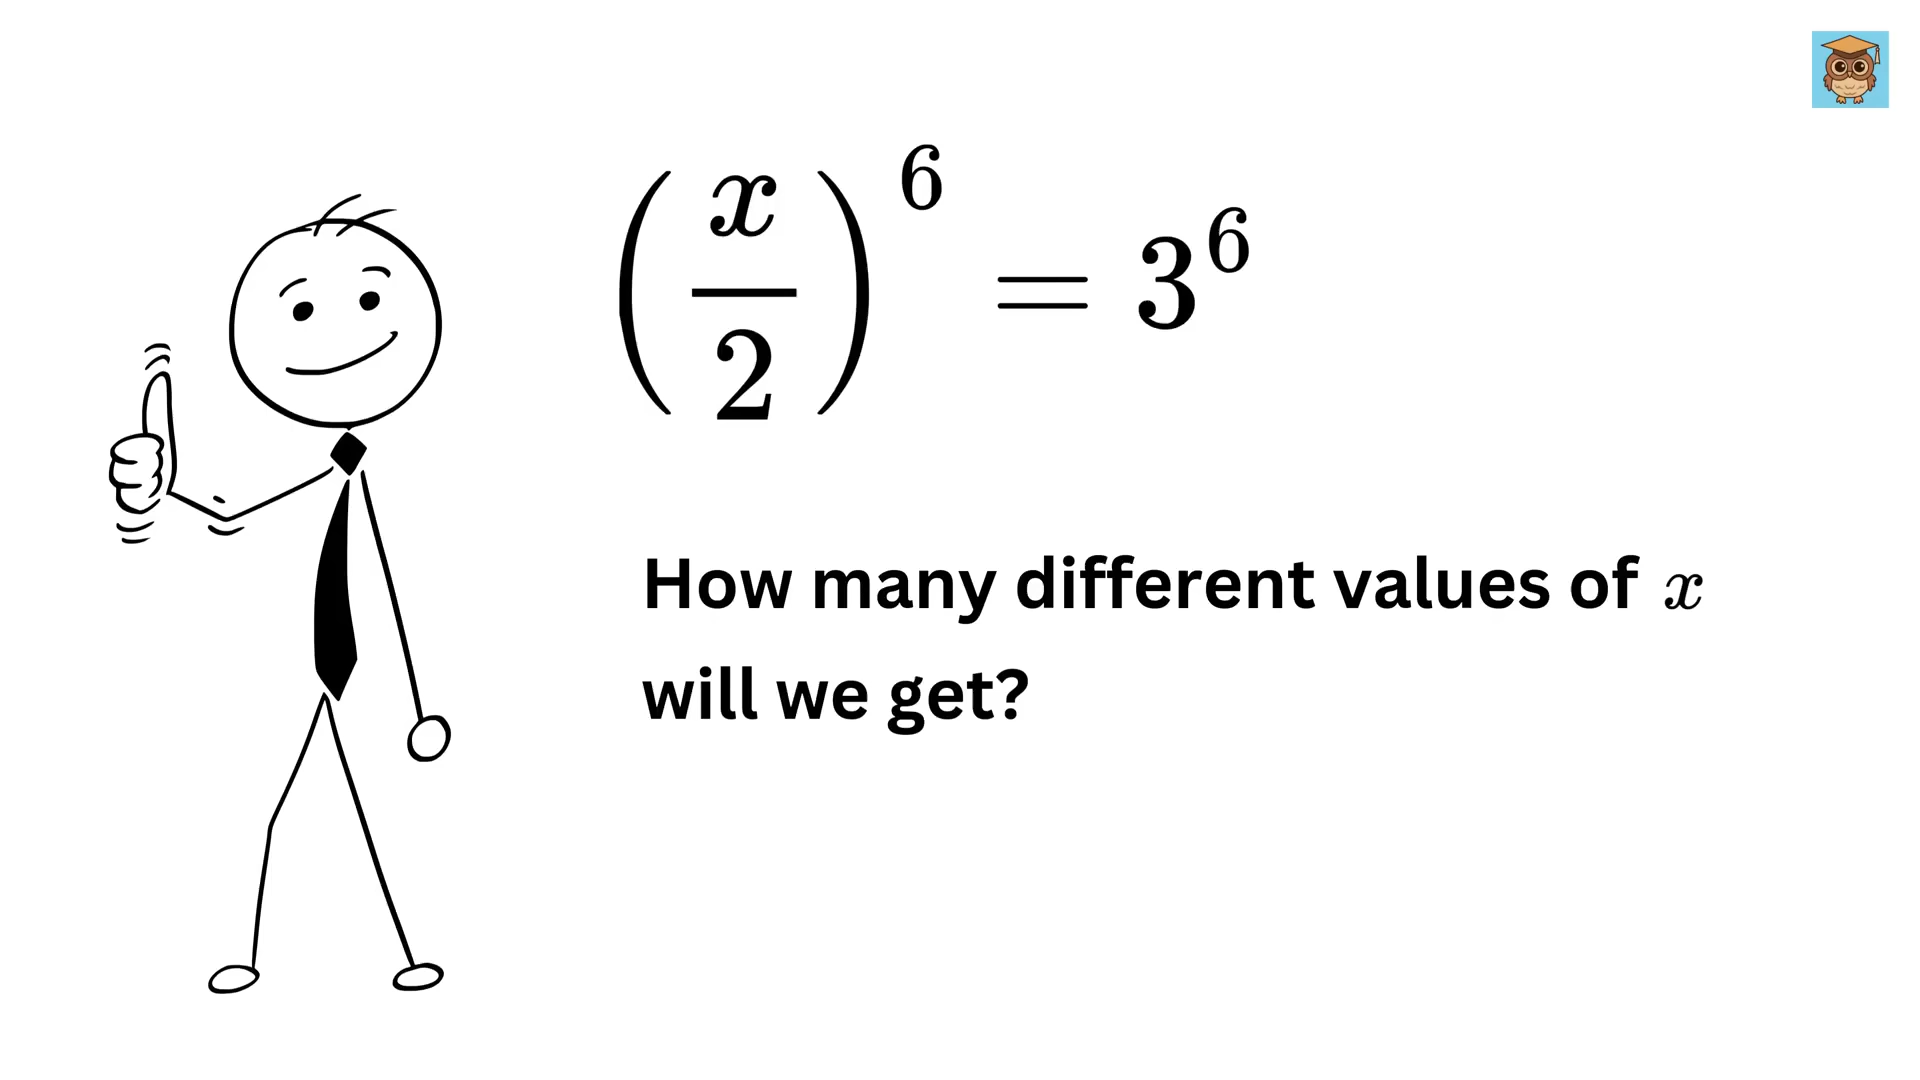 (x/2)^6 = 3^6
How many different values of x
will we get?